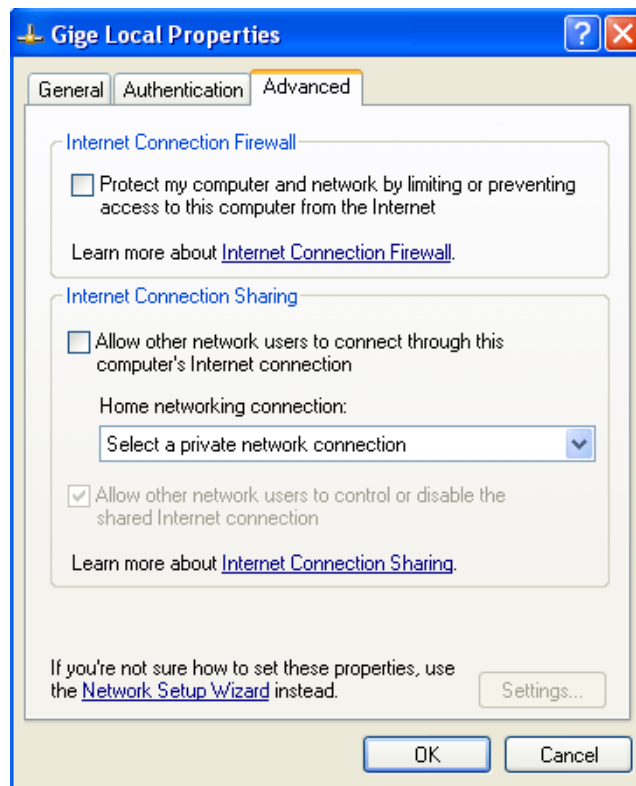 Gige Local Properties
General Authentication Advanced
Internet Connection Firewall
Protect my computer and network by limiting or preventing
access to this computer from the Internet
Learn more about Internet Connection Firewall.
Internet Connection Sharing
Allow other network users to connect through this
computer's Internet connection
Home networking connection:
Select a private network connection
Allow other network users to control or disable the
shared Internet connection
Learn more about Internet Connection Sharing.
If you're not sure how to set these properties, use
the Network Setup Wizard instead.
Settings...
OK Cancel